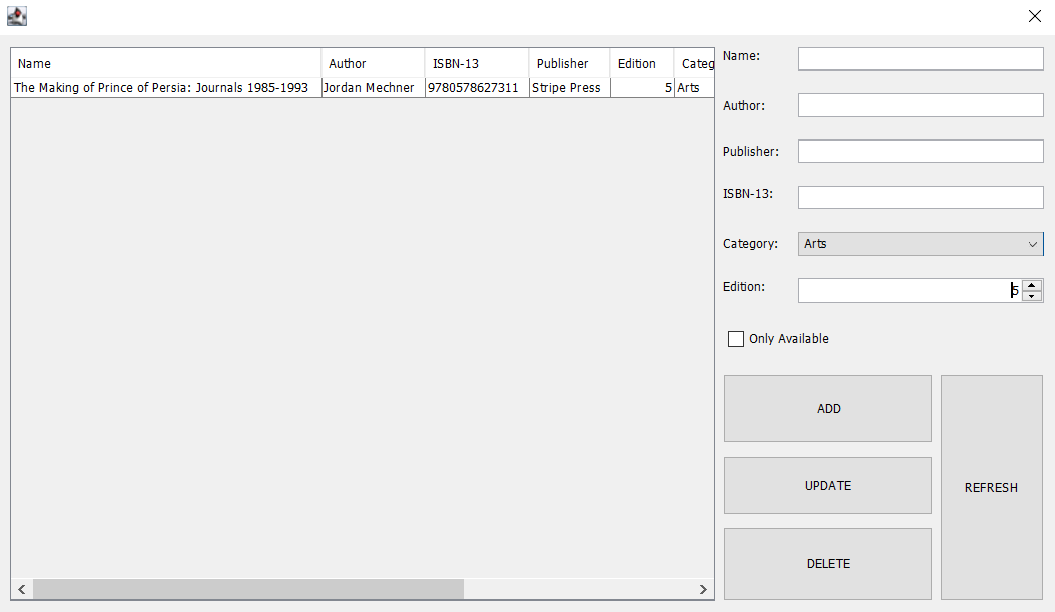 Name Author ISBN-13 Publisher Edition Categ
The Making of Prince of Persia: Journals 1985-1993 Jordan Mechner 9780578627311 Stripe Press 5 Arts
Name:
Author:
Publisher:
ISBN-13:
Category: Arts
Edition: 5
Only Available
ADD
UPDATE
REFRESH
DELETE